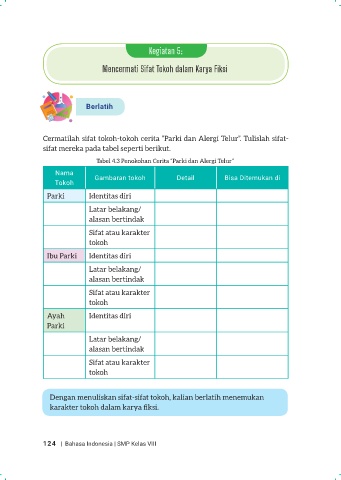 Kegiatan 5:
Mencermati Sifat Tokoh dalam Karya Fiksi
Berlatih
Cermatilah sifat tokoh-tokoh cerita “Parki dan Alergi Telur”. Tulislah sifat-
sifat mereka pada tabel seperti berikut.
Tabel 4.3 Penokohan Cerita “Parki dan Alergi Telur”
Nama
Tokoh
Gambaran tokoh
Detail
Bisa Ditemukan di
Parki
Identitas diri
Latar belakang/
alasan bertindak
Sifat atau karakter
tokoh
Ibu Parki
Identitas diri
Latar belakang/
alasan bertindak
Sifat atau karakter
tokoh
Ayah
Parki
Identitas diri
Latar belakang/
alasan bertindak
Sifat atau karakter
tokoh
Dengan menuliskan sifat-sifat tokoh, kalian berlatih menemukan
karakter tokoh dalam karya fiksi.
124 | Bahasa Indonesia | SMP Kelas VIII